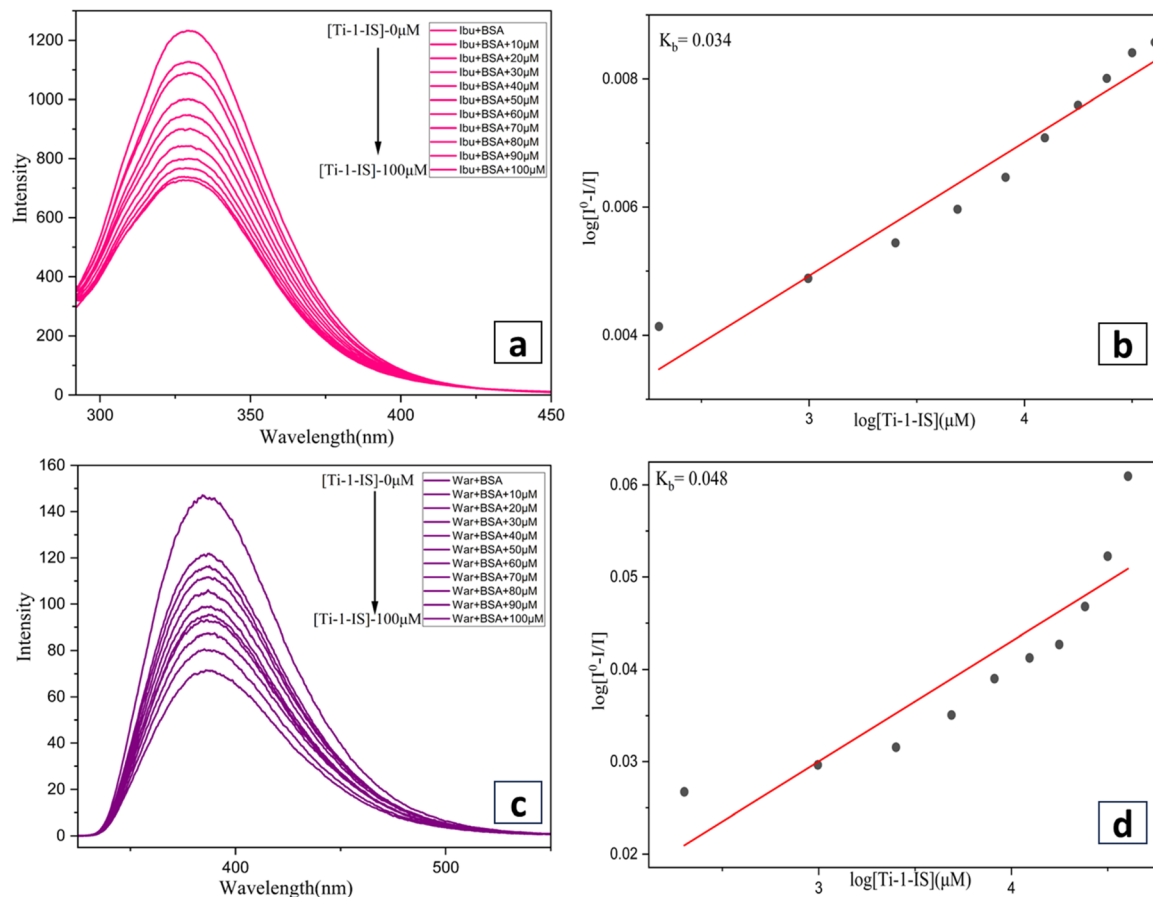 1200
1000
800
600
400
200
0
Intensity
300
350
400
450
Wavelength(nm)
[Ti-1-IS]-0μM
[Ti-1-IS]-100μM
Ibu+BSA
Ibu+BSA+10μM
Ibu+BSA+20μM
Ibu+BSA+30μM
Ibu+BSA+40μM
Ibu+BSA+50μM
Ibu+BSA+60μM
Ibu+BSA+70μM
Ibu+BSA+80μM
Ibu+BSA+90μM
Ibu+BSA+100μM
a
K_b= 0.034
0.008
0.006
0.004
log[I⁰-I/I]
3
4
log[Ti-1-IS](μM)
b
160
140
120
100
80
60
40
20
0
Intensity
400
500
Wavelength(nm)
[Ti-1-IS]-0μM
[Ti-1-IS]-100μM
War+BSA
War+BSA+10μM
War+BSA+20μM
War+BSA+30μM
War+BSA+40μM
War+BSA+50μM
War+BSA+60μM
War+BSA+70μM
War+BSA+80μM
War+BSA+90μM
War+BSA+100μM
c
K_b= 0.048
0.06
0.05
0.04
0.03
0.02
log[I⁰-I/I]
3
4
log[Ti-1-IS](μM)
d